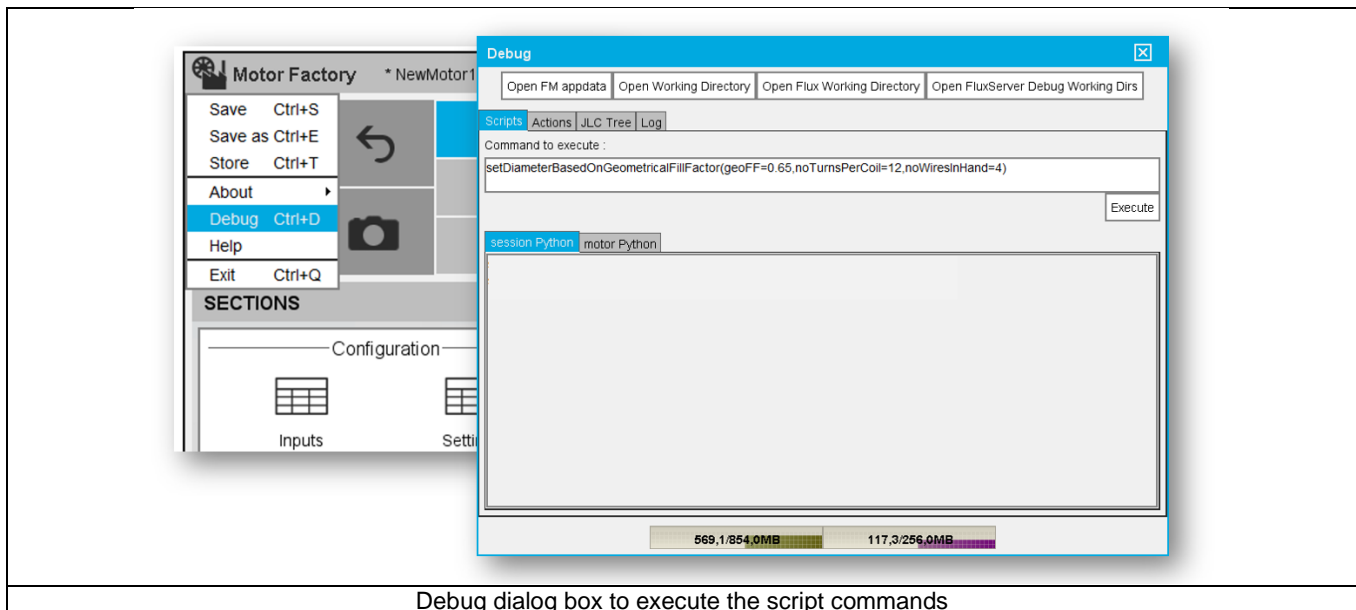 Motor Factory * NewMotor1
Save Ctrl+S
Save as Ctrl+E
Store Ctrl+T
About
Debug Ctrl+D
Help
Exit Ctrl+Q
SECTIONS
Configuration
Inputs Setti
Debug
Open FM appdata Open Working Directory Open Flux Working Directory Open FluxServer Debug Working Dirs
Scripts Actions JLC Tree Log
Command to execute :
setDiameterBasedOnGeometricalFillFactor(geoFF=0.65,noTurnsPerCoil=12,noWiresInHand=4)
Execute
session Python motor Python
569,1/854,0MB 117,3/256,0MB
Debug dialog box to execute the script commands